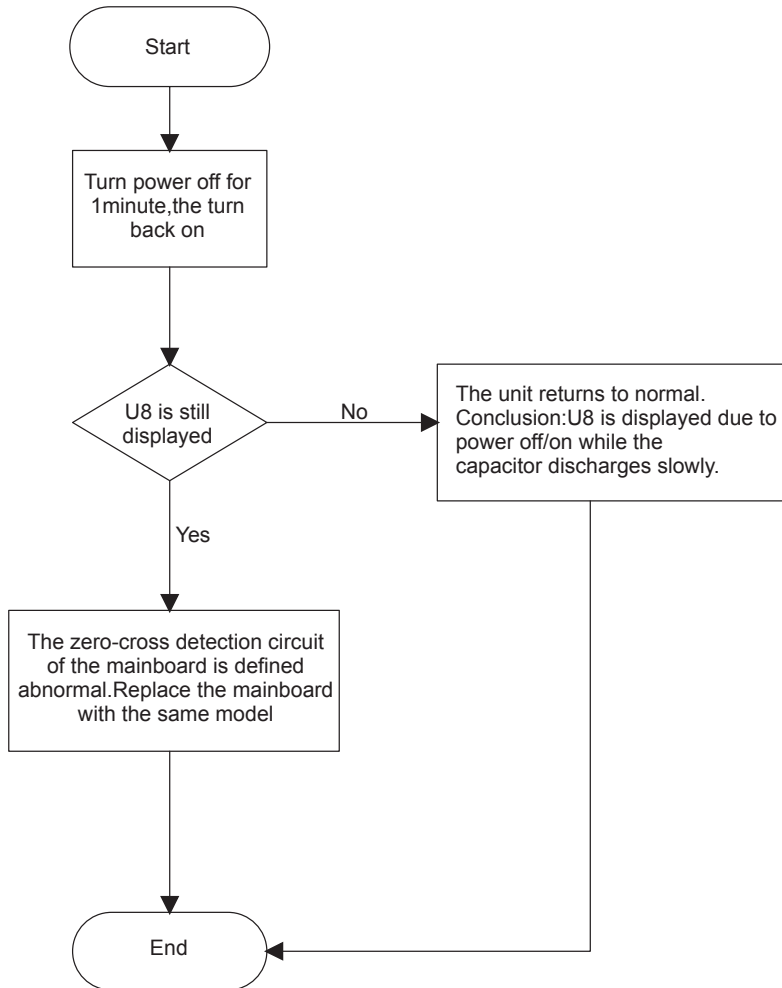 Start
Turn power off for
1minute,the turn
back on
U8 is still
displayed
No
The unit returns to normal.
Conclusion:U8 is displayed due to
power off/on while the
capacitor discharges slowly.
Yes
The zero-cross detection circuit
of the mainboard is defined
abnormal.Replace the mainboard
with the same model
End